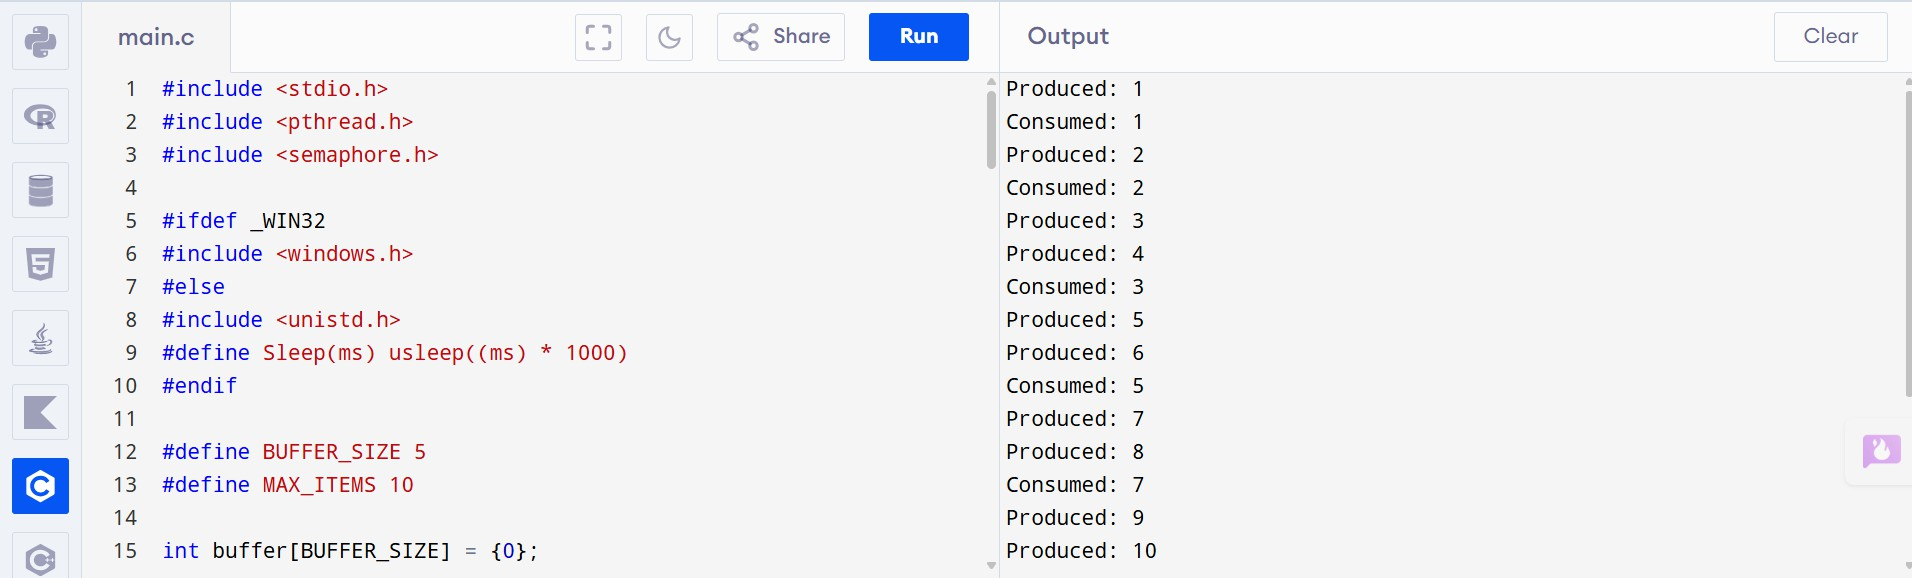 main.c
Share
Run
1 #include <stdio.h>
2 #include <pthread.h>
3 #include <semaphore.h>
4
5 #ifdef _WIN32
6 #include <windows.h>
7 #else
8 #include <unistd.h>
9 #define Sleep(ms) usleep((ms) * 1000)
10 #endif
11
12 #define BUFFER_SIZE 5
13 #define MAX_ITEMS 10
14
15 int buffer[BUFFER_SIZE] = {0};
Output
Clear
Produced: 1
Consumed: 1
Produced: 2
Consumed: 2
Produced: 3
Produced: 4
Consumed: 3
Produced: 5
Produced: 6
Consumed: 5
Produced: 7
Produced: 8
Consumed: 7
Produced: 9
Produced: 10